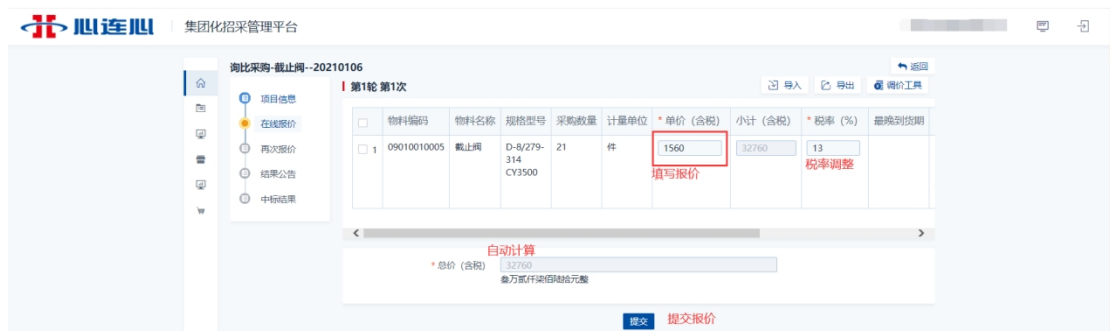 心连心 集团化招采管理平台
询比采购-截止阀--20210106 返回
项目信息
在线报价
再次报价
结果公告
中标结果
第1轮 第1次 导入 导出 调价工具
物料编码 物料名称 规格型号 采购数量 计量单位 * 单价（含税） 小计（含税） * 税率（%） 最晚到货期
1 09010010005 截止阀 D-8/279-314 CY3500 21 件 1560 32760 13
填写报价 税率调整
自动计算
* 总价（含税） 32760
叁万贰仟柒佰陆拾元整
提交 提交报价